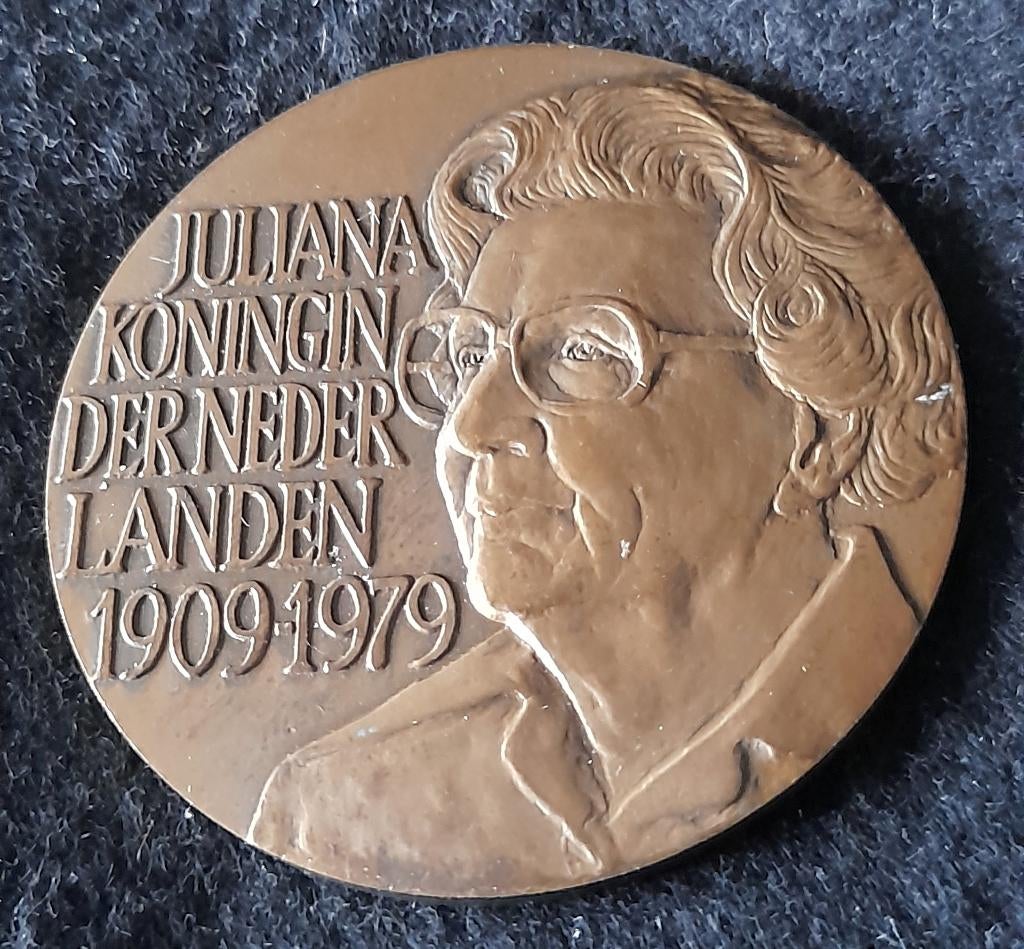 JULIANA
KONINGIN
DER NEDER
LANDEN
1909-1979